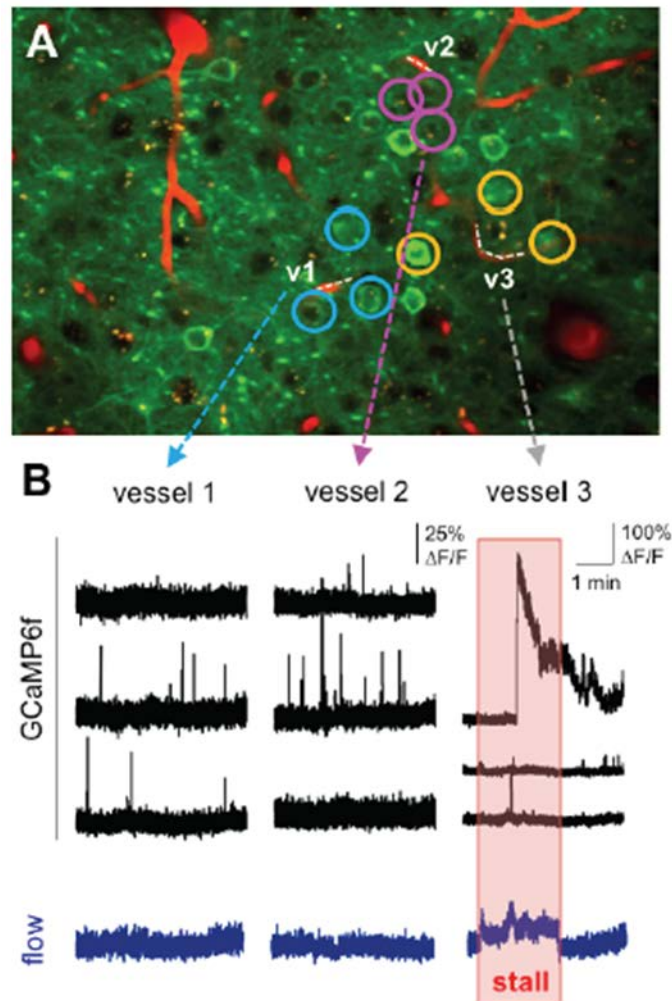 A
v2
v1
v3
B
vessel 1
vessel 2
vessel 3
25%
ΔF/F
100%
ΔF/F
1 min
GCaMP6f
flow
stall